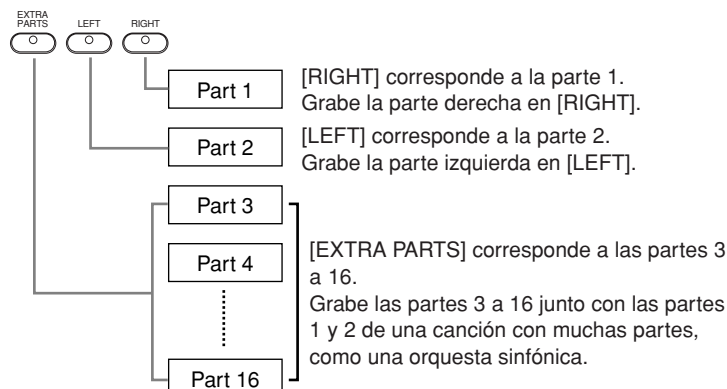 EXTRA
PARTS
LEFT
RIGHT
Part 1
[RIGHT] corresponde a la parte 1.
Grabe la parte derecha en [RIGHT].
Part 2
[LEFT] corresponde a la parte 2.
Grabe la parte izquierda en [LEFT].
Part 3
Part 4
[EXTRA PARTS] corresponde a las partes 3
a 16.
Grabe las partes 3 a 16 junto con las partes
1 y 2 de una canción con muchas partes,
como una orquesta sinfónica.
Part 16